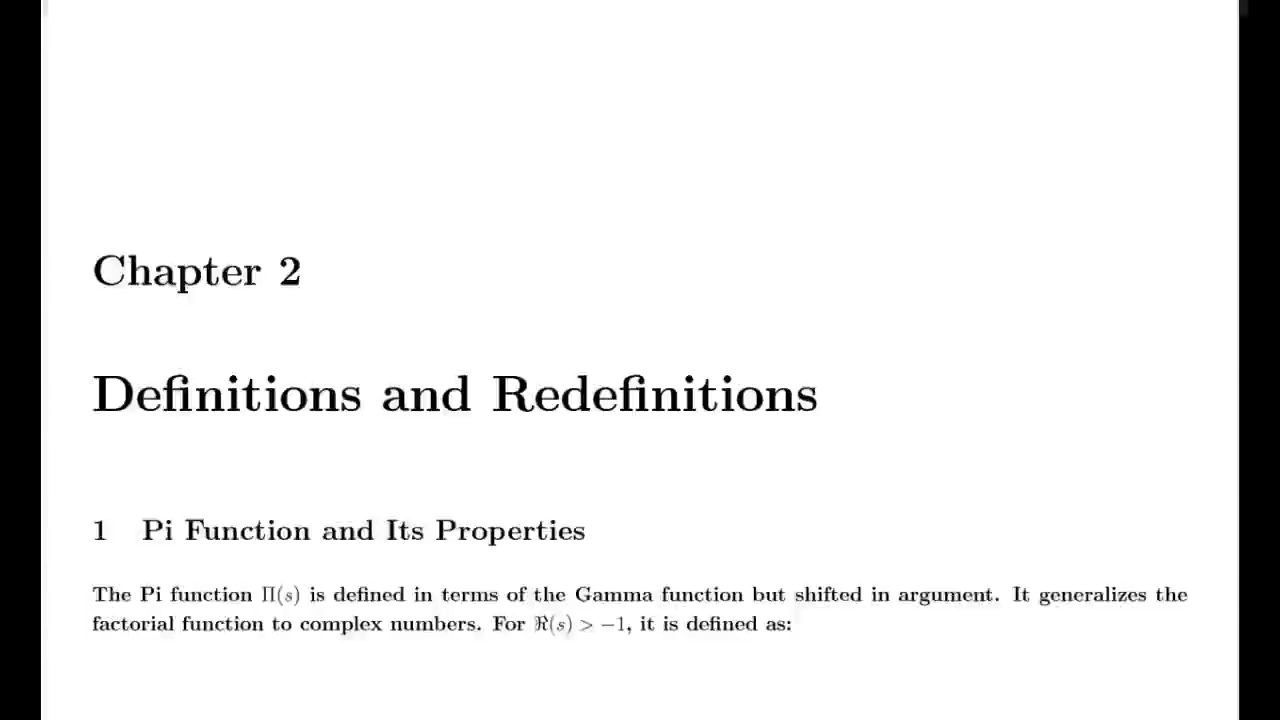 Chapter 2
Definitions and Redefinitions
1 Pi Function and Its Properties
The Pi function Π(s) is defined in terms of the Gamma function but shifted in argument. It generalizes the
factorial function to complex numbers. For ℜ(s) > −1, it is defined as: